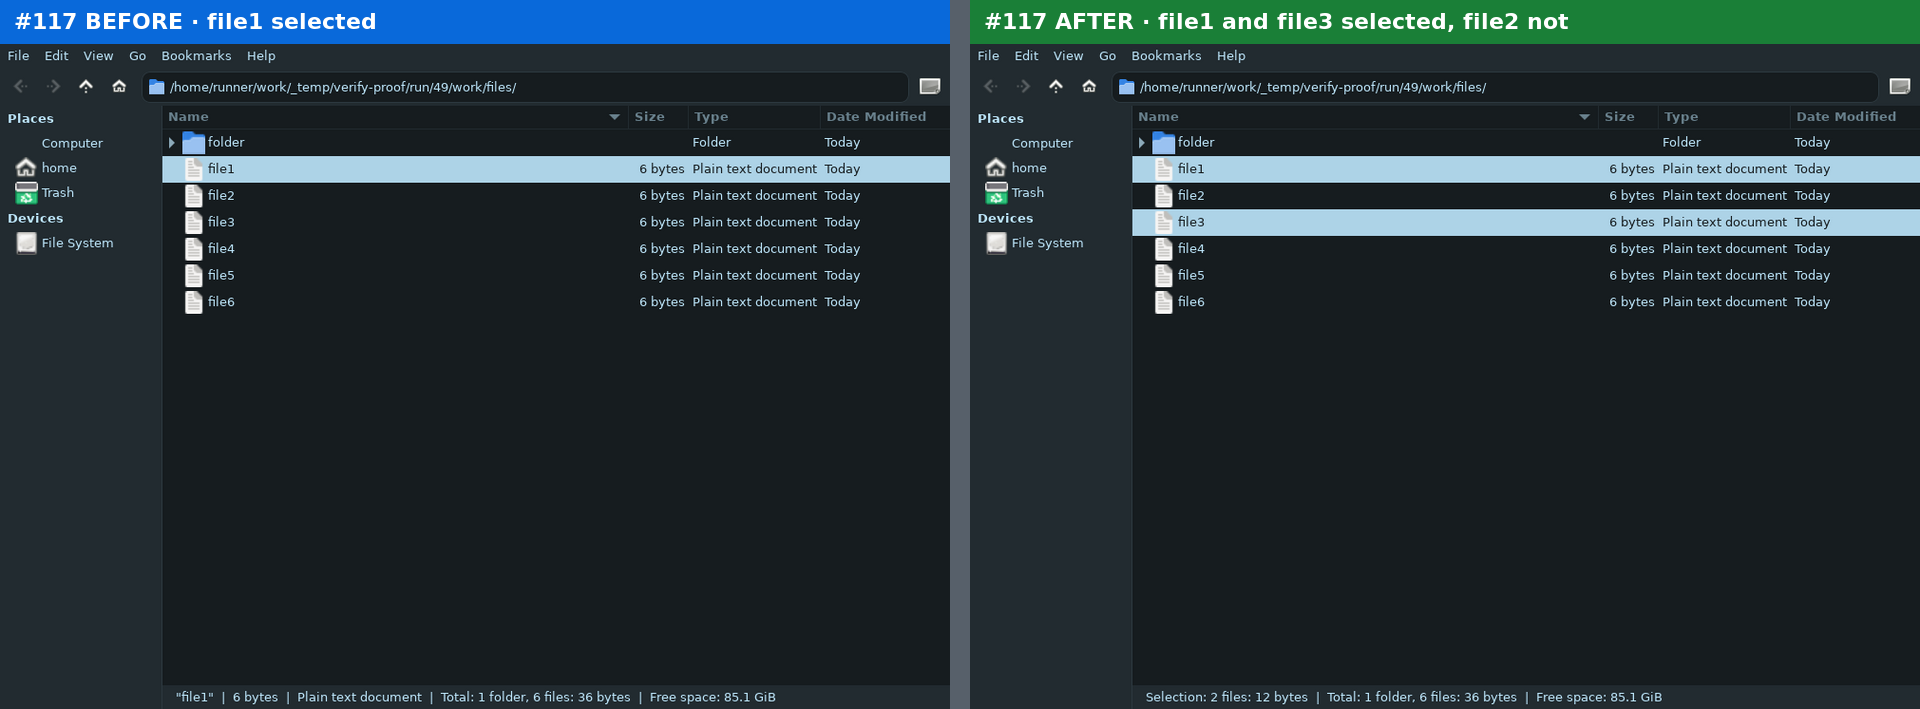 #117 BEFORE · file1 selected
File Edit View Go Bookmarks Help
/home/runner/work/_temp/verify-proof/run/49/work/files/
Places
Computer
home
Trash
Devices
File System
Name Size Type Date Modified
folder Folder Today
file1 6 bytes Plain text document Today
file2 6 bytes Plain text document Today
file3 6 bytes Plain text document Today
file4 6 bytes Plain text document Today
file5 6 bytes Plain text document Today
file6 6 bytes Plain text document Today
"file1" | 6 bytes | Plain text document | Total: 1 folder, 6 files: 36 bytes | Free space: 85.1 GiB
#117 AFTER · file1 and file3 selected, file2 not
File Edit View Go Bookmarks Help
/home/runner/work/_temp/verify-proof/run/49/work/files/
Places
Computer
home
Trash
Devices
File System
Name Size Type Date Modified
folder Folder Today
file1 6 bytes Plain text document Today
file2 6 bytes Plain text document Today
file3 6 bytes Plain text document Today
file4 6 bytes Plain text document Today
file5 6 bytes Plain text document Today
file6 6 bytes Plain text document Today
Selection: 2 files: 12 bytes | Total: 1 folder, 6 files: 36 bytes | Free space: 85.1 GiB